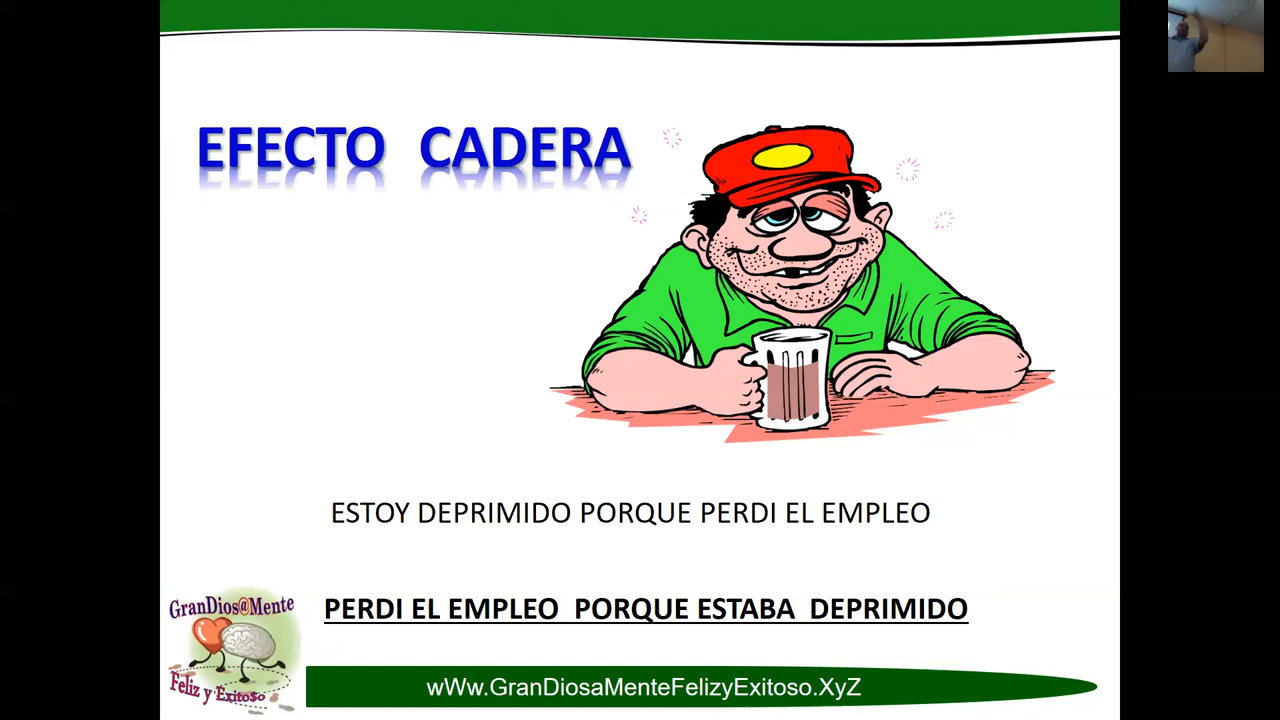 EFECTO CADERA
ESTOY DEPRIMIDO PORQUE PERDI EL EMPLEO
PERDI EL EMPLEO PORQUE ESTABA DEPRIMIDO
GranDios@Mente
Feliz y Exito$o
wWw.GranDiosaMenteFelizyExitoso.XyZ